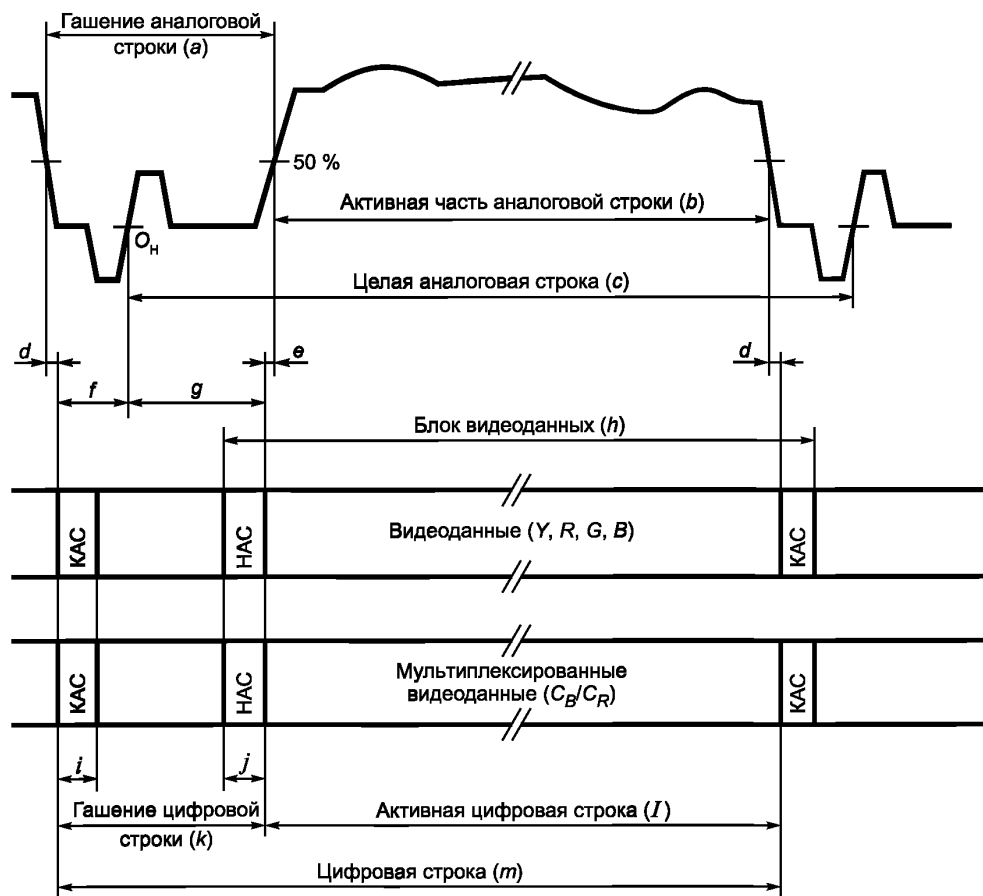 Гашение аналоговой
строки (a)
50 %
Активная часть аналоговой строки (b)
Oн
Целая аналоговая строка (c)
d
e
d
f
g
Блок видеоданных (h)
КАС
НАС
Видеоданные (Y, R, G, B)
КАС
КАС
НАС
Мультиплексированные
видеоданные (CB/CR)
КАС
i
j
Гашение цифровой
строки (k)
Активная цифровая строка (I)
Цифровая строка (m)